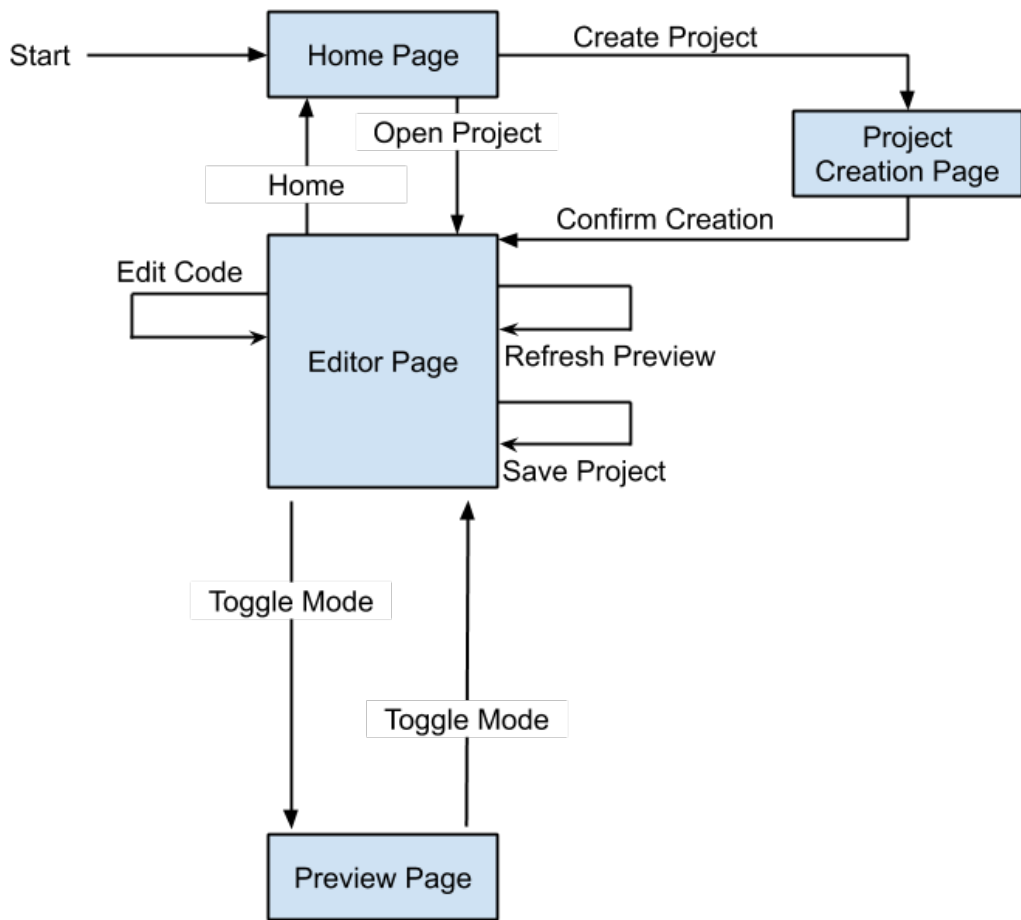 Start
Home Page
Create Project
Open Project
Project
Creation Page
Home
Confirm Creation
Edit Code
Editor Page
Refresh Preview
Save Project
Toggle Mode
Toggle Mode
Preview Page